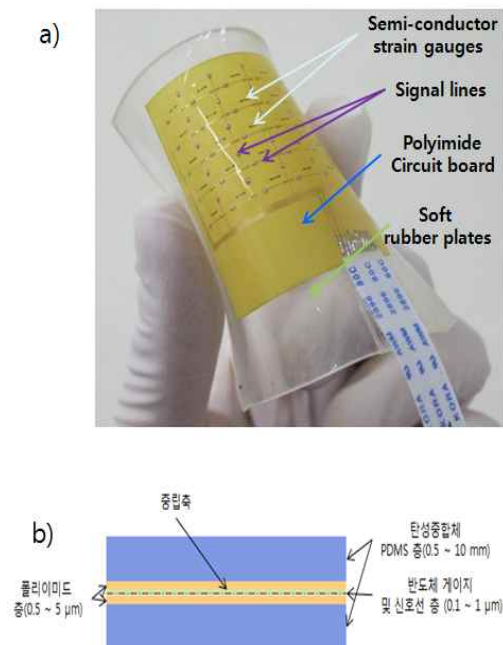 a)
Semi-conductor
strain gauges
Signal lines
Polyimide
Circuit board
Soft
rubber plates
b)
중립축
탄성중합체
PDMS 층(0.5 ~ 10 mm)
폴리이미드
층(0.5 ~ 5 μm)
반도체 게이지
및 신호선 층 (0.1 ~ 1 μm)